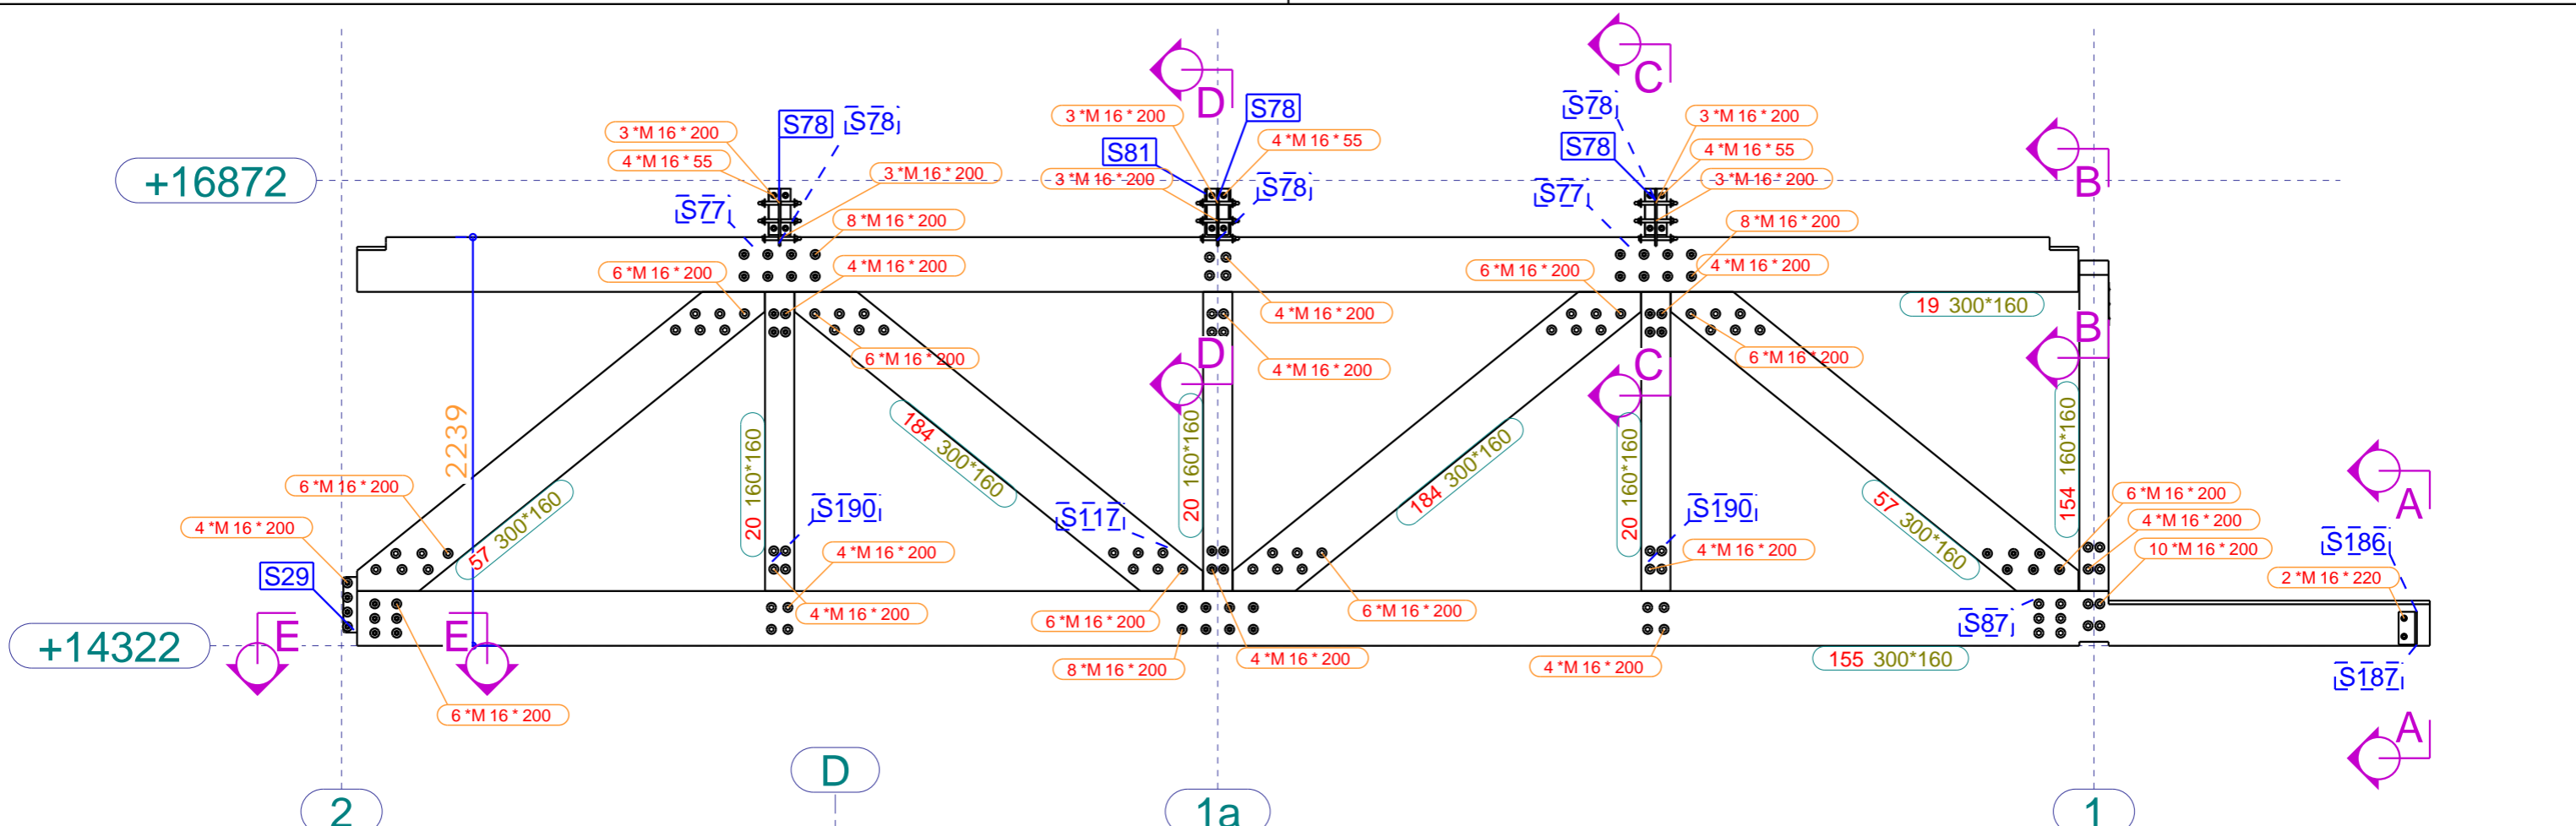 C
D
S78
S78
S78
S78
3 *M 16 * 200
3 *M 16 * 200
3 *M 16 * 200
4 *M 16 * 55
S81
4 *M 16 * 55
S78
4 *M 16 * 55
B
+16872
3 *M 16 * 200
3 *M 16 * 200
S78
S77
3 *M 16 * 200
S77
8 *M 16 * 200
8 *M 16 * 200
6 *M 16 * 200
4 *M 16 * 200
6 *M 16 * 200
4 *M 16 * 200
19 300*160
4 *M 16 * 200
B
6 *M 16 * 200
D
4 *M 16 * 200
C
6 *M 16 * 200
2239
184 300*160
20 160*160
20 160*160
184 300*160
20 160*160
154 160*160
6 *M 16 * 200
57 300*160
S190
S117
S190
57 300*160
6 *M 16 * 200
A
4 *M 16 * 200
4 *M 16 * 200
4 *M 16 * 200
4 *M 16 * 200
10 *M 16 * 200
S186
S29
2 *M 16 * 220
4 *M 16 * 200
6 *M 16 * 200
6 *M 16 * 200
S87
E
E
+14322
8 *M 16 * 200
4 *M 16 * 200
4 *M 16 * 200
155 300*160
S187
6 *M 16 * 200
A
D
2
1a
1